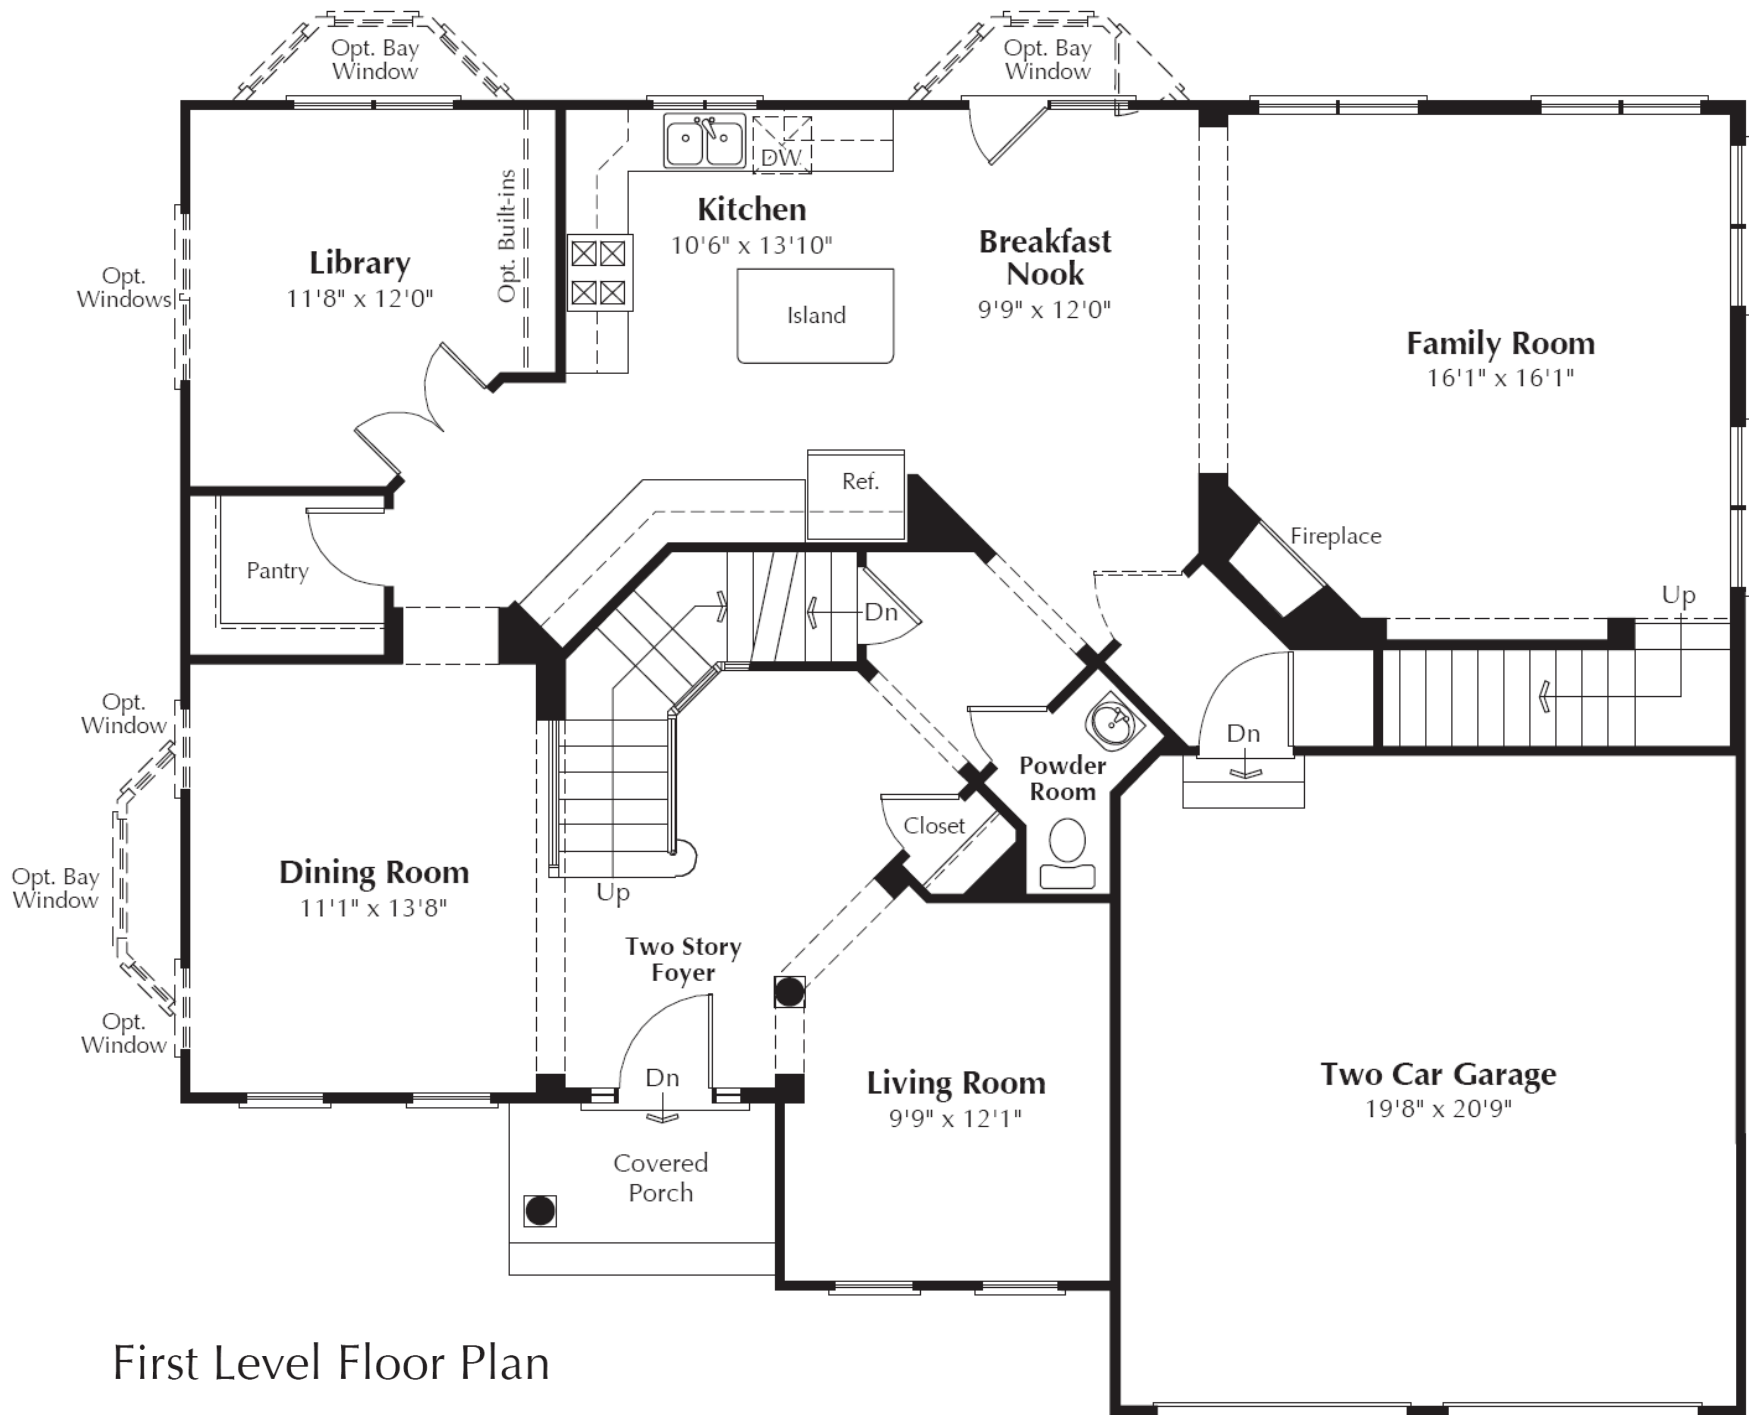 Opt. Bay
Window
Opt. Bay
Window
Opt. Built-ins
DW.
Kitchen
10'6" x 13'10"
Breakfast
Nook
9'9" x 12'0"
Library
11'8" x 12'0"
Opt.
Windows
Island
Family Room
16'1" x 16'1"
Ref.
Fireplace
Pantry
Dn
Up
Opt.
Window
Dn
Powder
Room
Closet
Opt. Bay
Window
Dining Room
11'1" x 13'8"
Up
Two Story
Foyer
Opt.
Window
Dn
Living Room
9'9" x 12'1"
Two Car Garage
19'8" x 20'9"
Covered
Porch
First Level Floor Plan